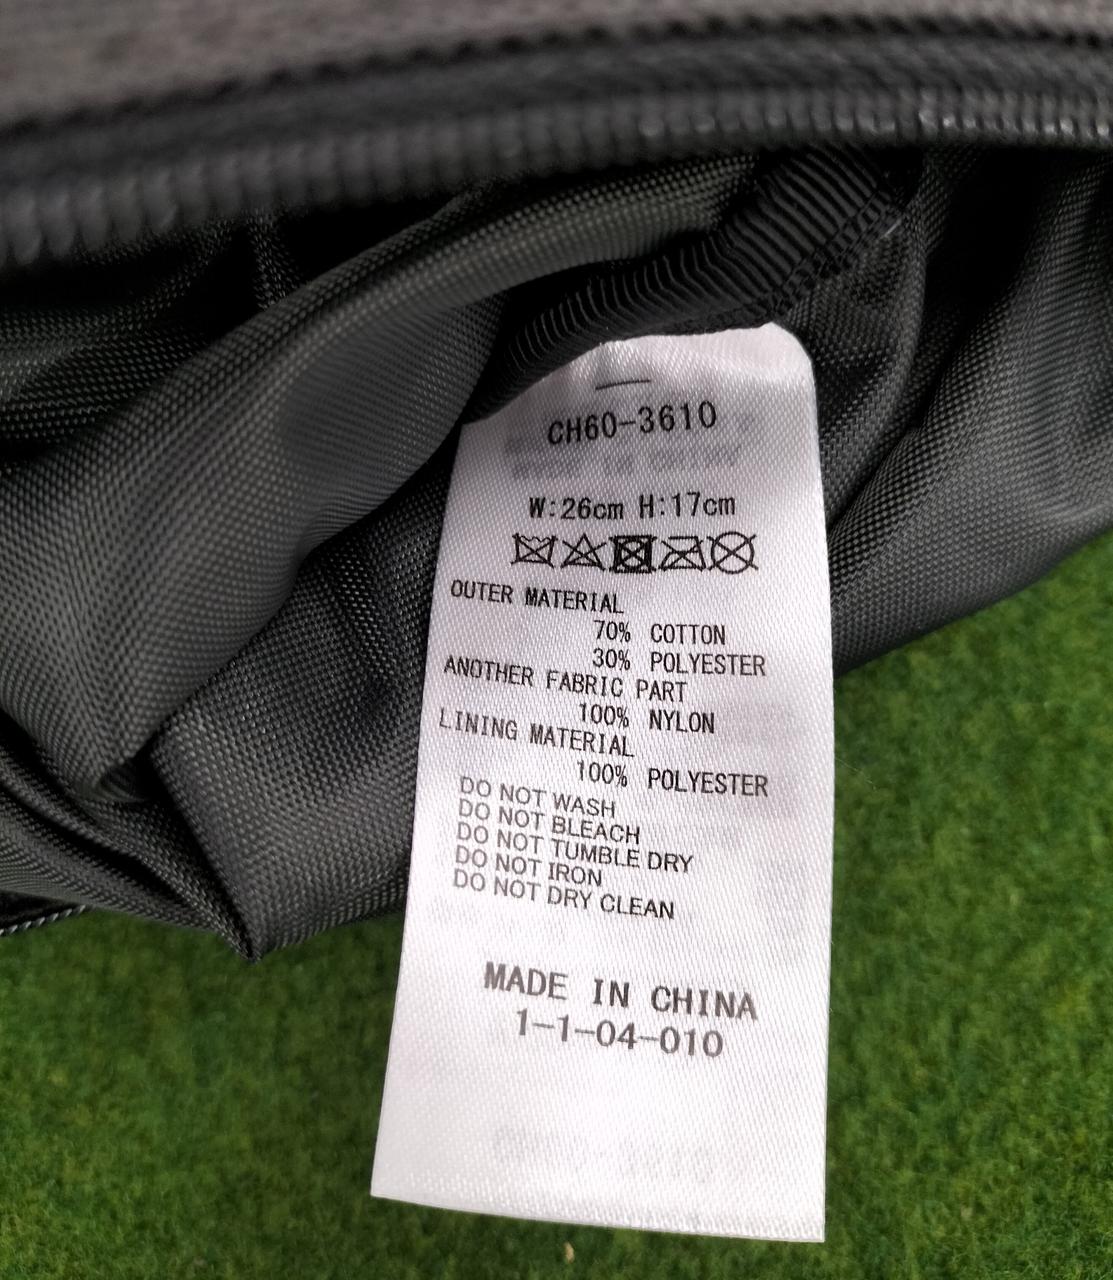 CH60-3610
W:26cm H:17cm
OUTER MATERIAL
70% COTTON
30% POLYESTER
ANOTHER FABRIC PART
100% NYLON
LINING MATERIAL
100% POLYESTER
DO NOT WASH
DO NOT BLEACH
DO NOT TUMBLE DRY
DO NOT IRON
DO NOT DRY CLEAN
MADE IN CHINA
1-1-04-010